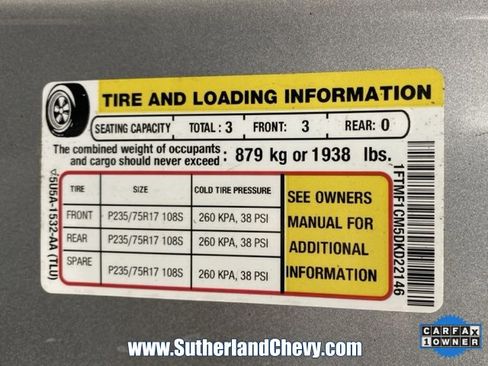 TIRE AND LOADING INFORMATION
SEATING CAPACITY TOTAL : 3 FRONT: 3 REAR: 0
The combined weight of occupants
and cargo should never exceed : 879 kg or 1938 lbs.
TIRE SIZE COLD TIRE PRESSURE
FRONT P235/75R17 108S 260 KPA, 38 PSI
REAR P235/75R17 108S 260 KPA, 38 PSI
SPARE P235/75R17 108S 260 KPA, 38 PSI
SEE OWNERS
MANUAL FOR
ADDITIONAL
INFORMATION
5U5A-1532-AA (TLU)
1FTMF1CM5DKD22146
www.SutherlandChevy.com
CARFAX
1 OWNER